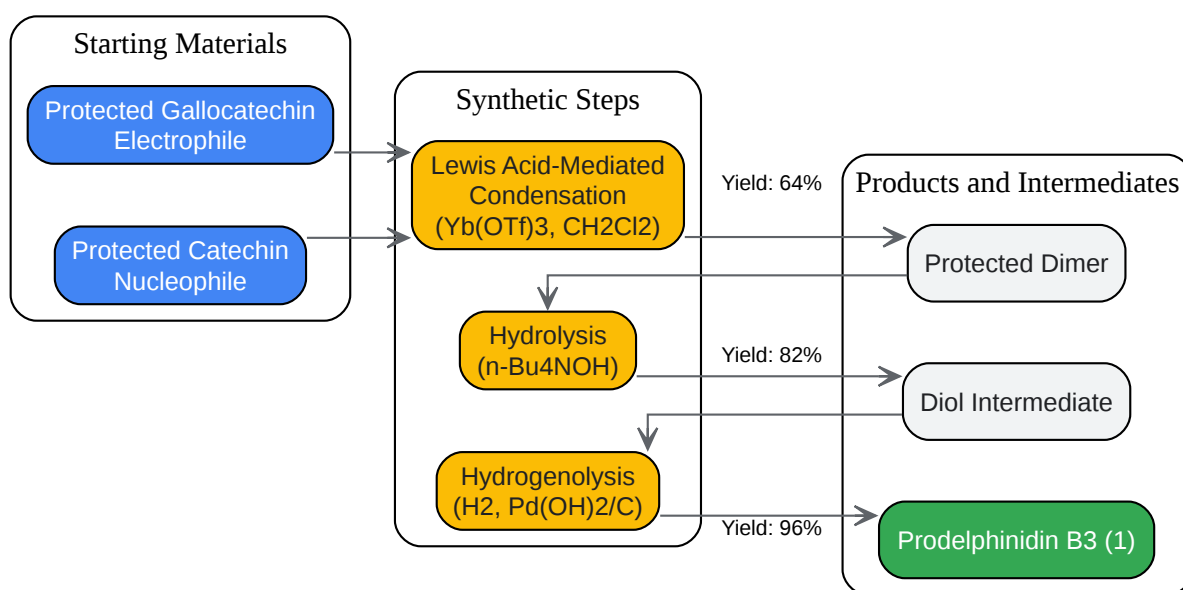 Starting Materials
Protected Gallocatechin
Electrophile
Protected Catechin
Nucleophile
Synthetic Steps
Lewis Acid-Mediated
Condensation
(Yb(OTf)3, CH2Cl2)
Yield: 64%
Hydrolysis
(n-Bu4NOH)
Yield: 82%
Hydrogenolysis
(H2, Pd(OH)2/C)
Yield: 96%
Products and Intermediates
Protected Dimer
Diol Intermediate
Prodelphinidin B3 (1)